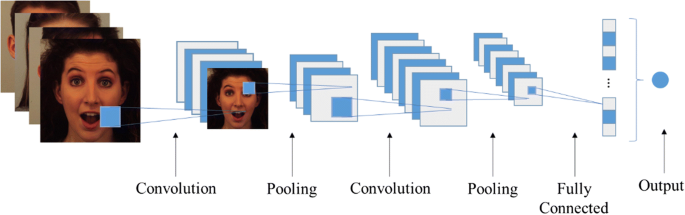 Convolution
Pooling
Convolution
Pooling
Fully
Connected
Output